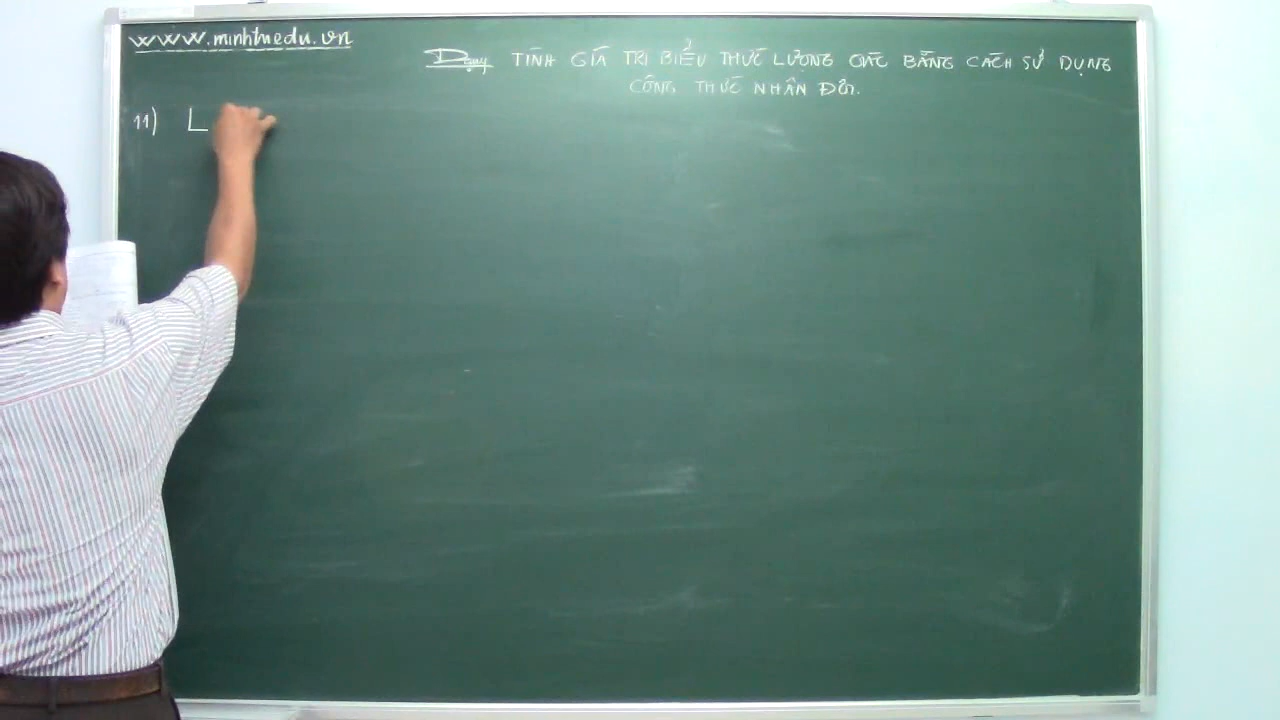 www.minhtuedu.vn
Dạng TÍNH GIÁ TRỊ BIỂU THỨC LƯỢNG GIÁC BẰNG CÁCH SỬ DỤNG
CÔNG THỨC NHÂN ĐÔI.
11) L